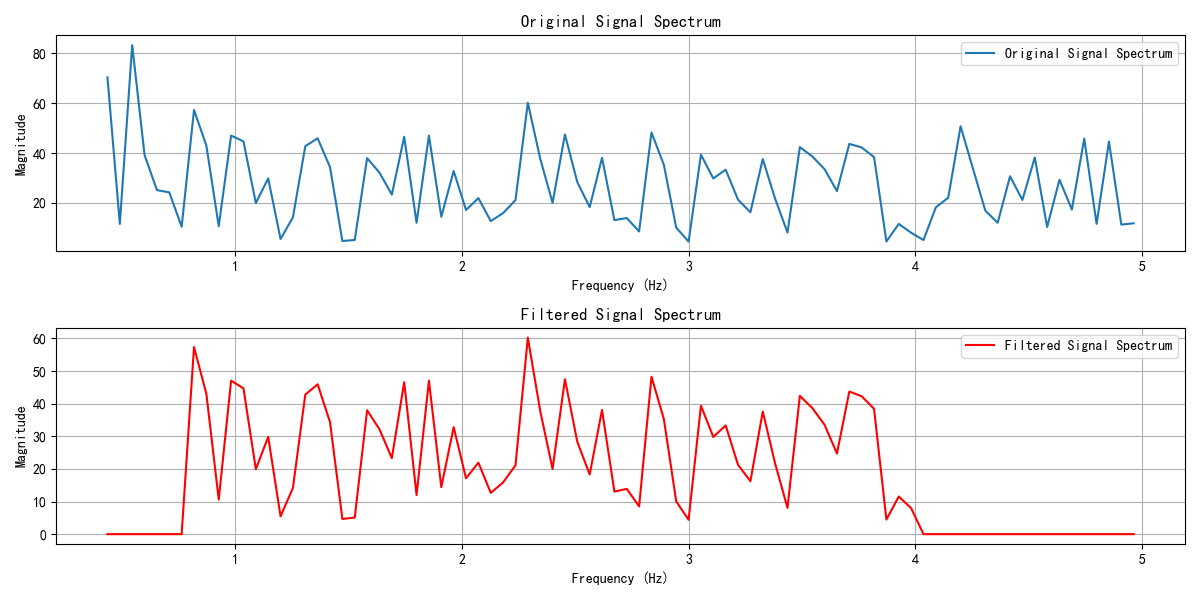 Original Signal Spectrum
Original Signal Spectrum
80
60
40
20
Magnitude
1 2 3 4 5
Frequency (Hz)
Filtered Signal Spectrum
Filtered Signal Spectrum
60
50
40
30
20
10
0
Magnitude
1 2 3 4 5
Frequency (Hz)